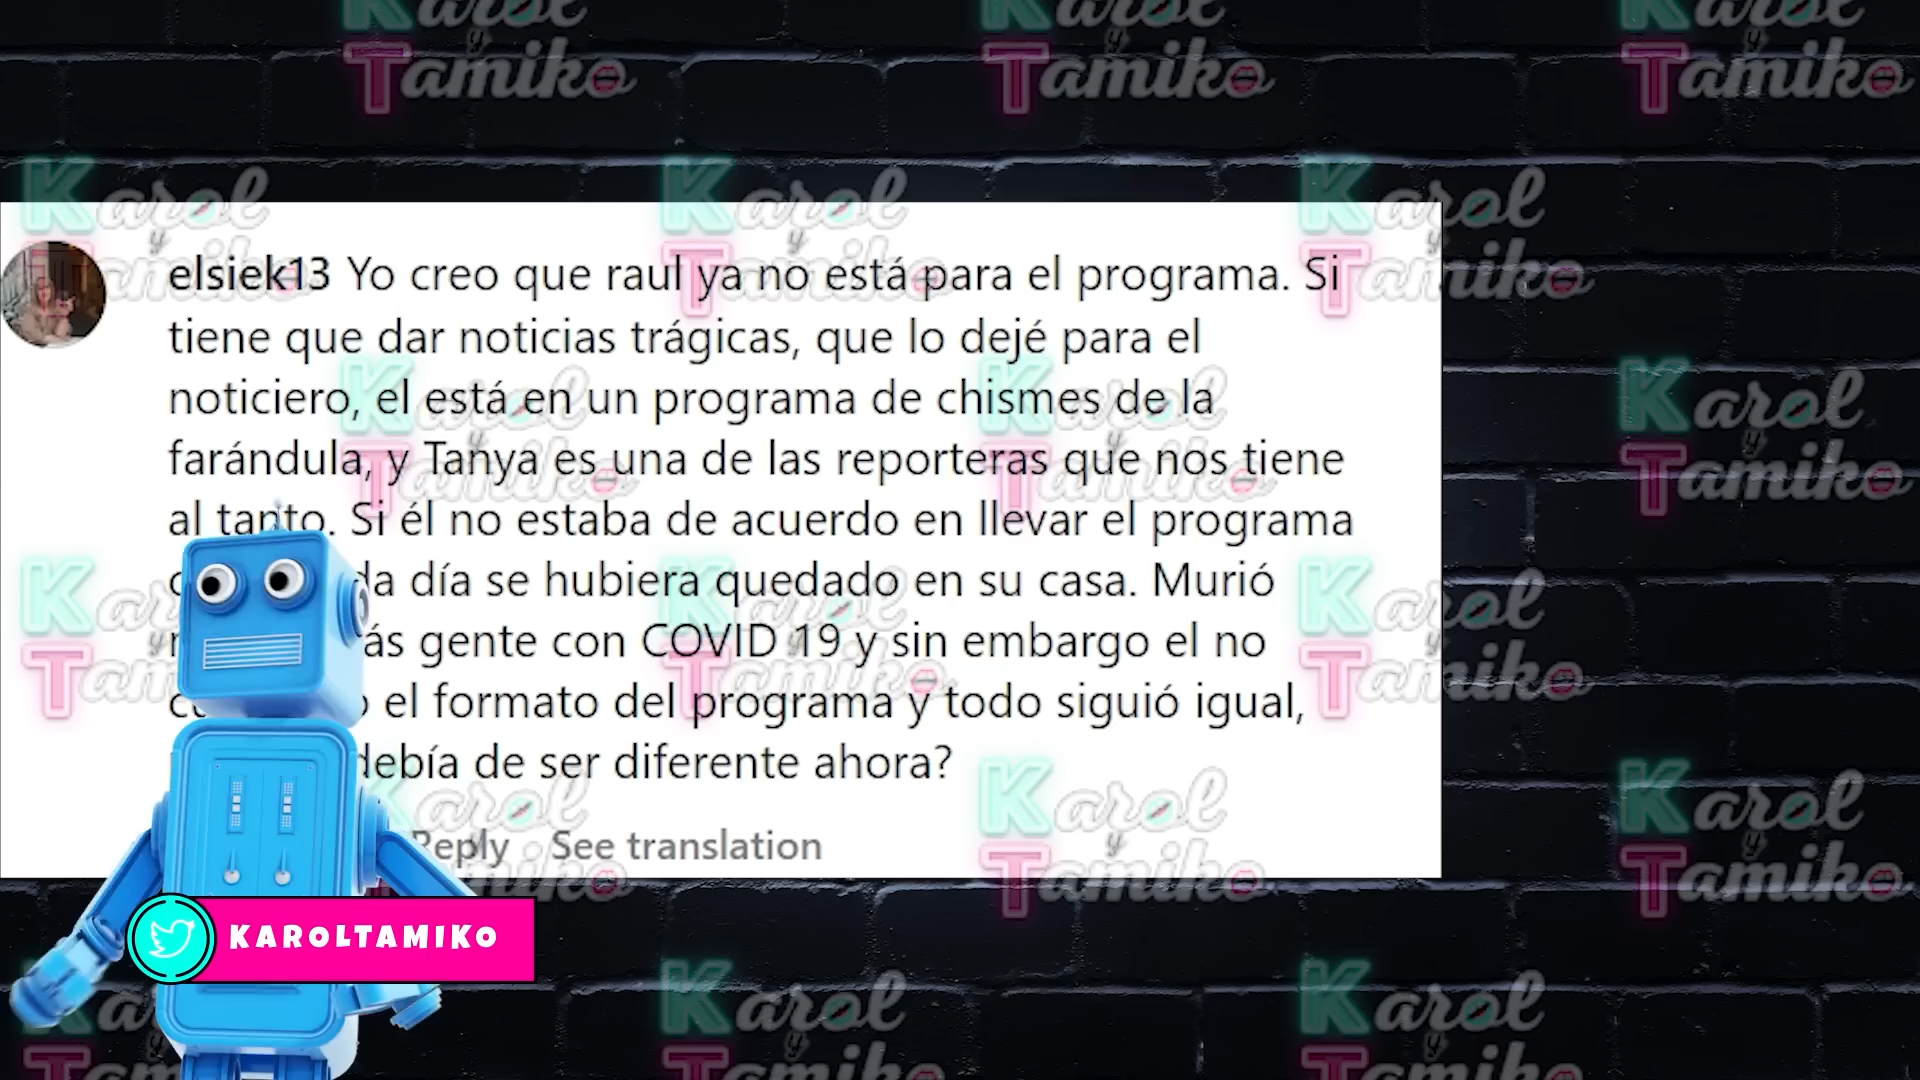 elsiek13 Yo creo que raul ya no está para el programa. Si
tiene que dar noticias trágicas, que lo dejé para el
noticiero, el está en un programa de chismes de la
farándula, y Tanya es una de las reporteras que nos tiene
al tanto. Si él no estaba de acuerdo en llevar el programa
día se hubiera quedado en su casa. Murió
gente con COVID 19 y sin embargo el no
el formato del programa y todo siguió igual,
debía de ser diferente ahora?
Reply See translation
KAROLTAMIKO
Karol
y
Tamiko